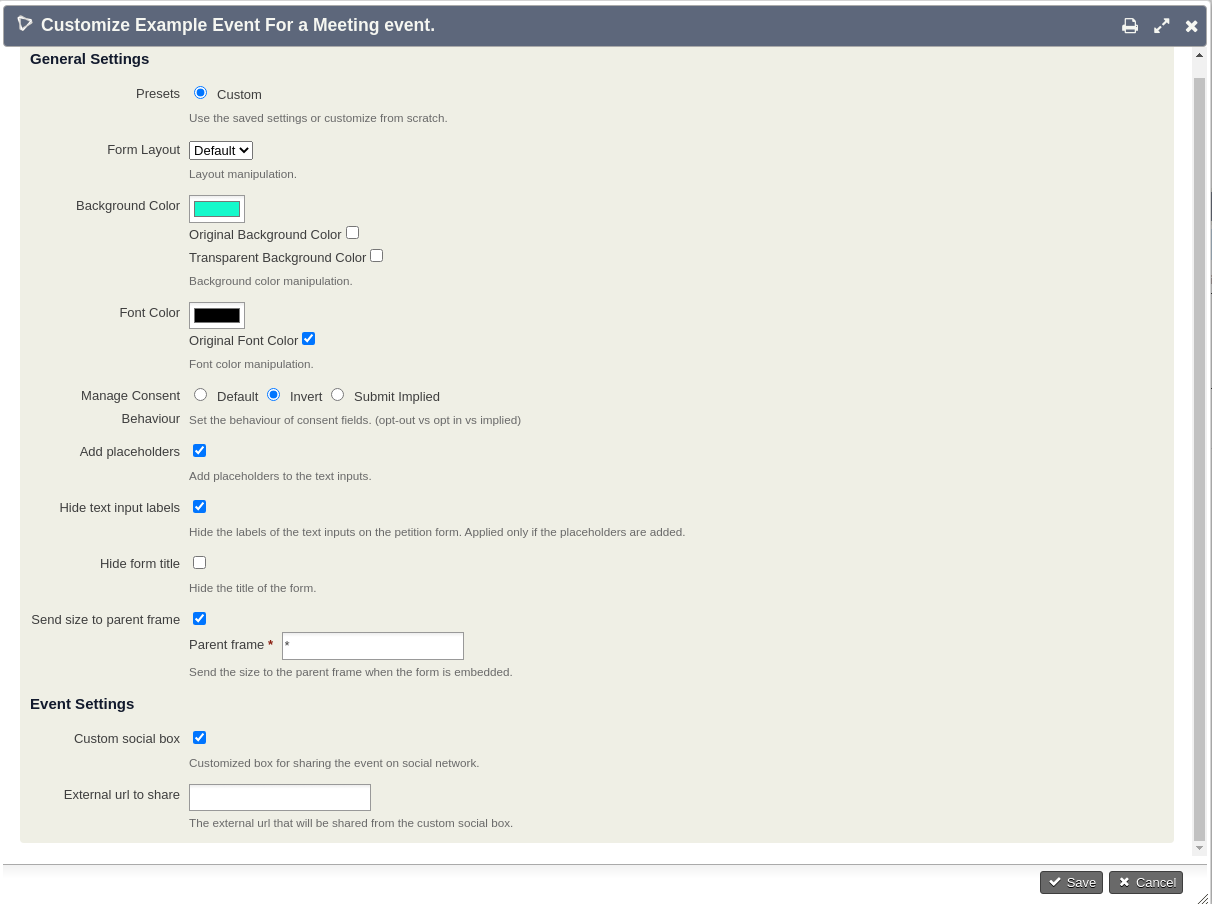 Customize Example Event For a Meeting event.
General Settings
Presets Custom
Use the saved settings or customize from scratch.
Form Layout Default
Layout manipulation.
Background Color
Original Background Color
Transparent Background Color
Background color manipulation.
Font Color
Original Font Color
Font color manipulation.
Manage Consent Behaviour Default Invert Submit Implied
Set the behaviour of consent fields. (opt-out vs opt in vs implied)
Add placeholders
Add placeholders to the text inputs.
Hide text input labels
Hide the labels of the text inputs on the petition form. Applied only if the placeholders are added.
Hide form title
Hide the title of the form.
Send size to parent frame
Parent frame * *
Send the size to the parent frame when the form is embedded.
Event Settings
Custom social box
Customized box for sharing the event on social network.
External url to share
The external url that will be shared from the custom social box.
Save Cancel